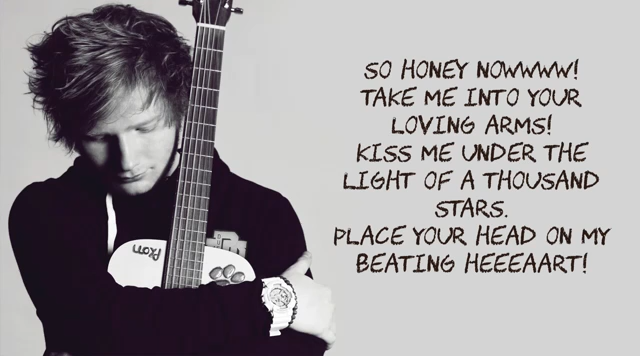 SO HONEY NOWWWW!
TAKE ME INTO YOUR
LOVING ARMS!
KISS ME UNDER THE
LIGHT OF A THOUSAND
STARS.
PLACE YOUR HEAD ON MY
BEATING HEEEAART!